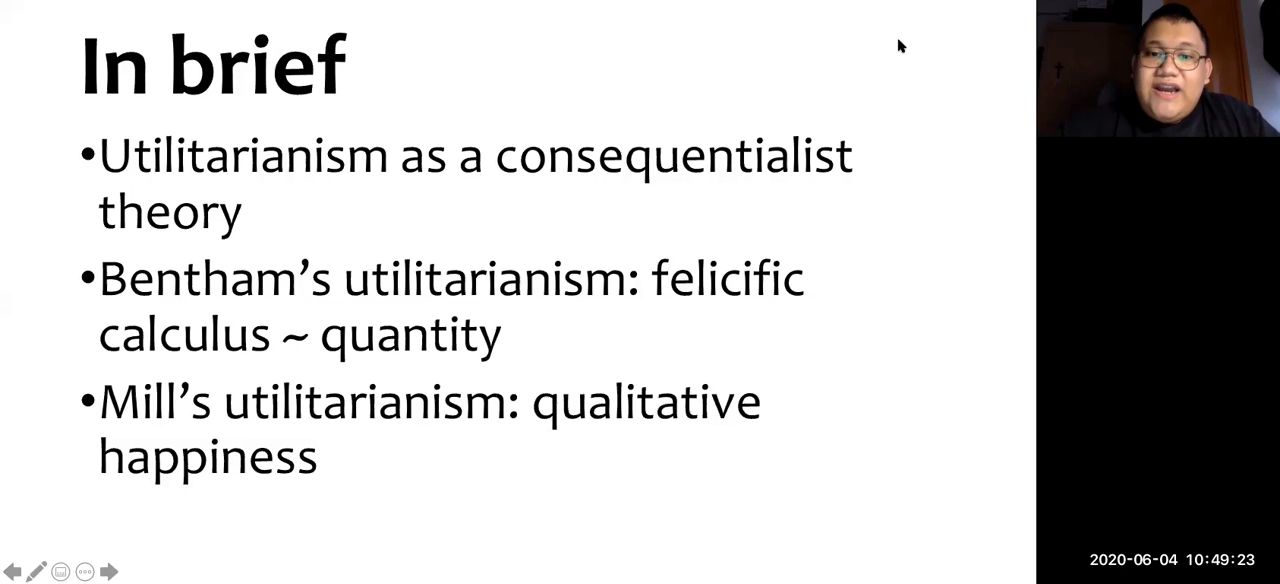 In brief
•Utilitarianism as a consequentialist
theory
•Bentham’s utilitarianism: felicific
calculus ~ quantity
•Mill’s utilitarianism: qualitative
happiness
2020-06-04 10:49:23